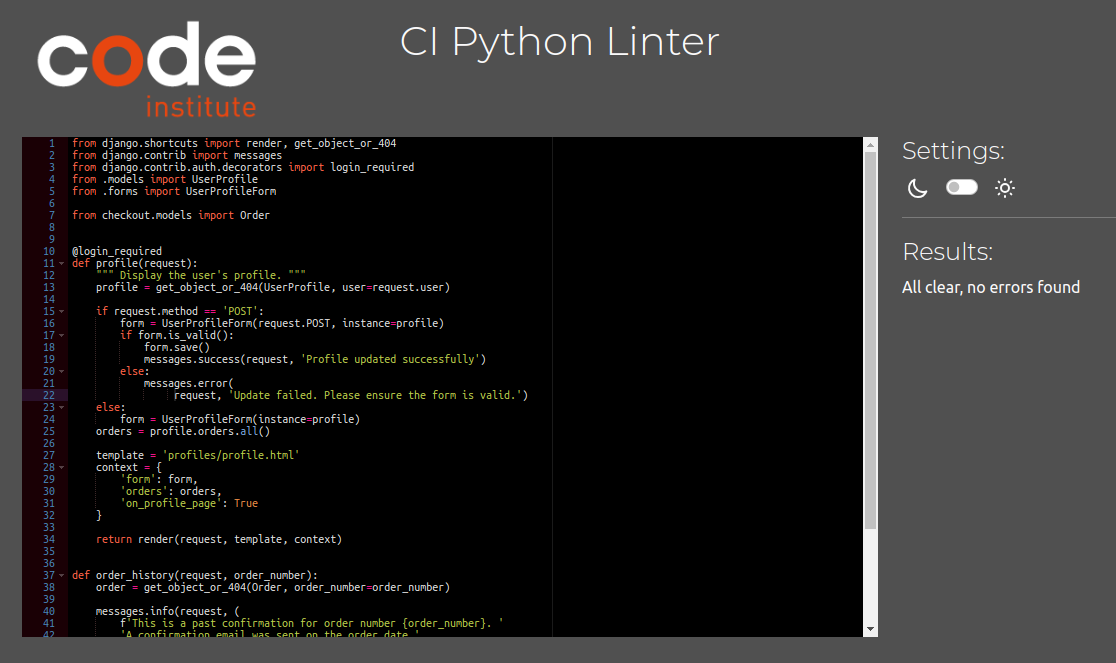 code
institute
CI Python Linter
1 from django.shortcuts import render, get_object_or_404
2 from django.contrib import messages
3 from django.contrib.auth.decorators import login_required
4 from .models import UserProfile
5 from .forms import UserProfileForm
6
7 from checkout.models import Order
8
9
10 @login_required
11 def profile(request):
12     """ Display the user's profile. """
13     profile = get_object_or_404(UserProfile, user=request.user)
14
15     if request.method == 'POST':
16         form = UserProfileForm(request.POST, instance=profile)
17         if form.is_valid():
18             form.save()
19             messages.success(request, 'Profile updated successfully')
20         else:
21             messages.error(
22                 request, 'Update failed. Please ensure the form is valid.')
23     else:
24         form = UserProfileForm(instance=profile)
25     orders = profile.orders.all()
26
27     template = 'profiles/profile.html'
28     context = {
29         'form': form,
30         'orders': orders,
31         'on_profile_page': True
32     }
33
34     return render(request, template, context)
35
36
37 def order_history(request, order_number):
38     order = get_object_or_404(Order, order_number=order_number)
39
40     messages.info(request, (
41         f'This is a past confirmation for order number {order_number}. '
42         'A confirmation email was sent on the order date.'
Settings:
Results:
All clear, no errors found